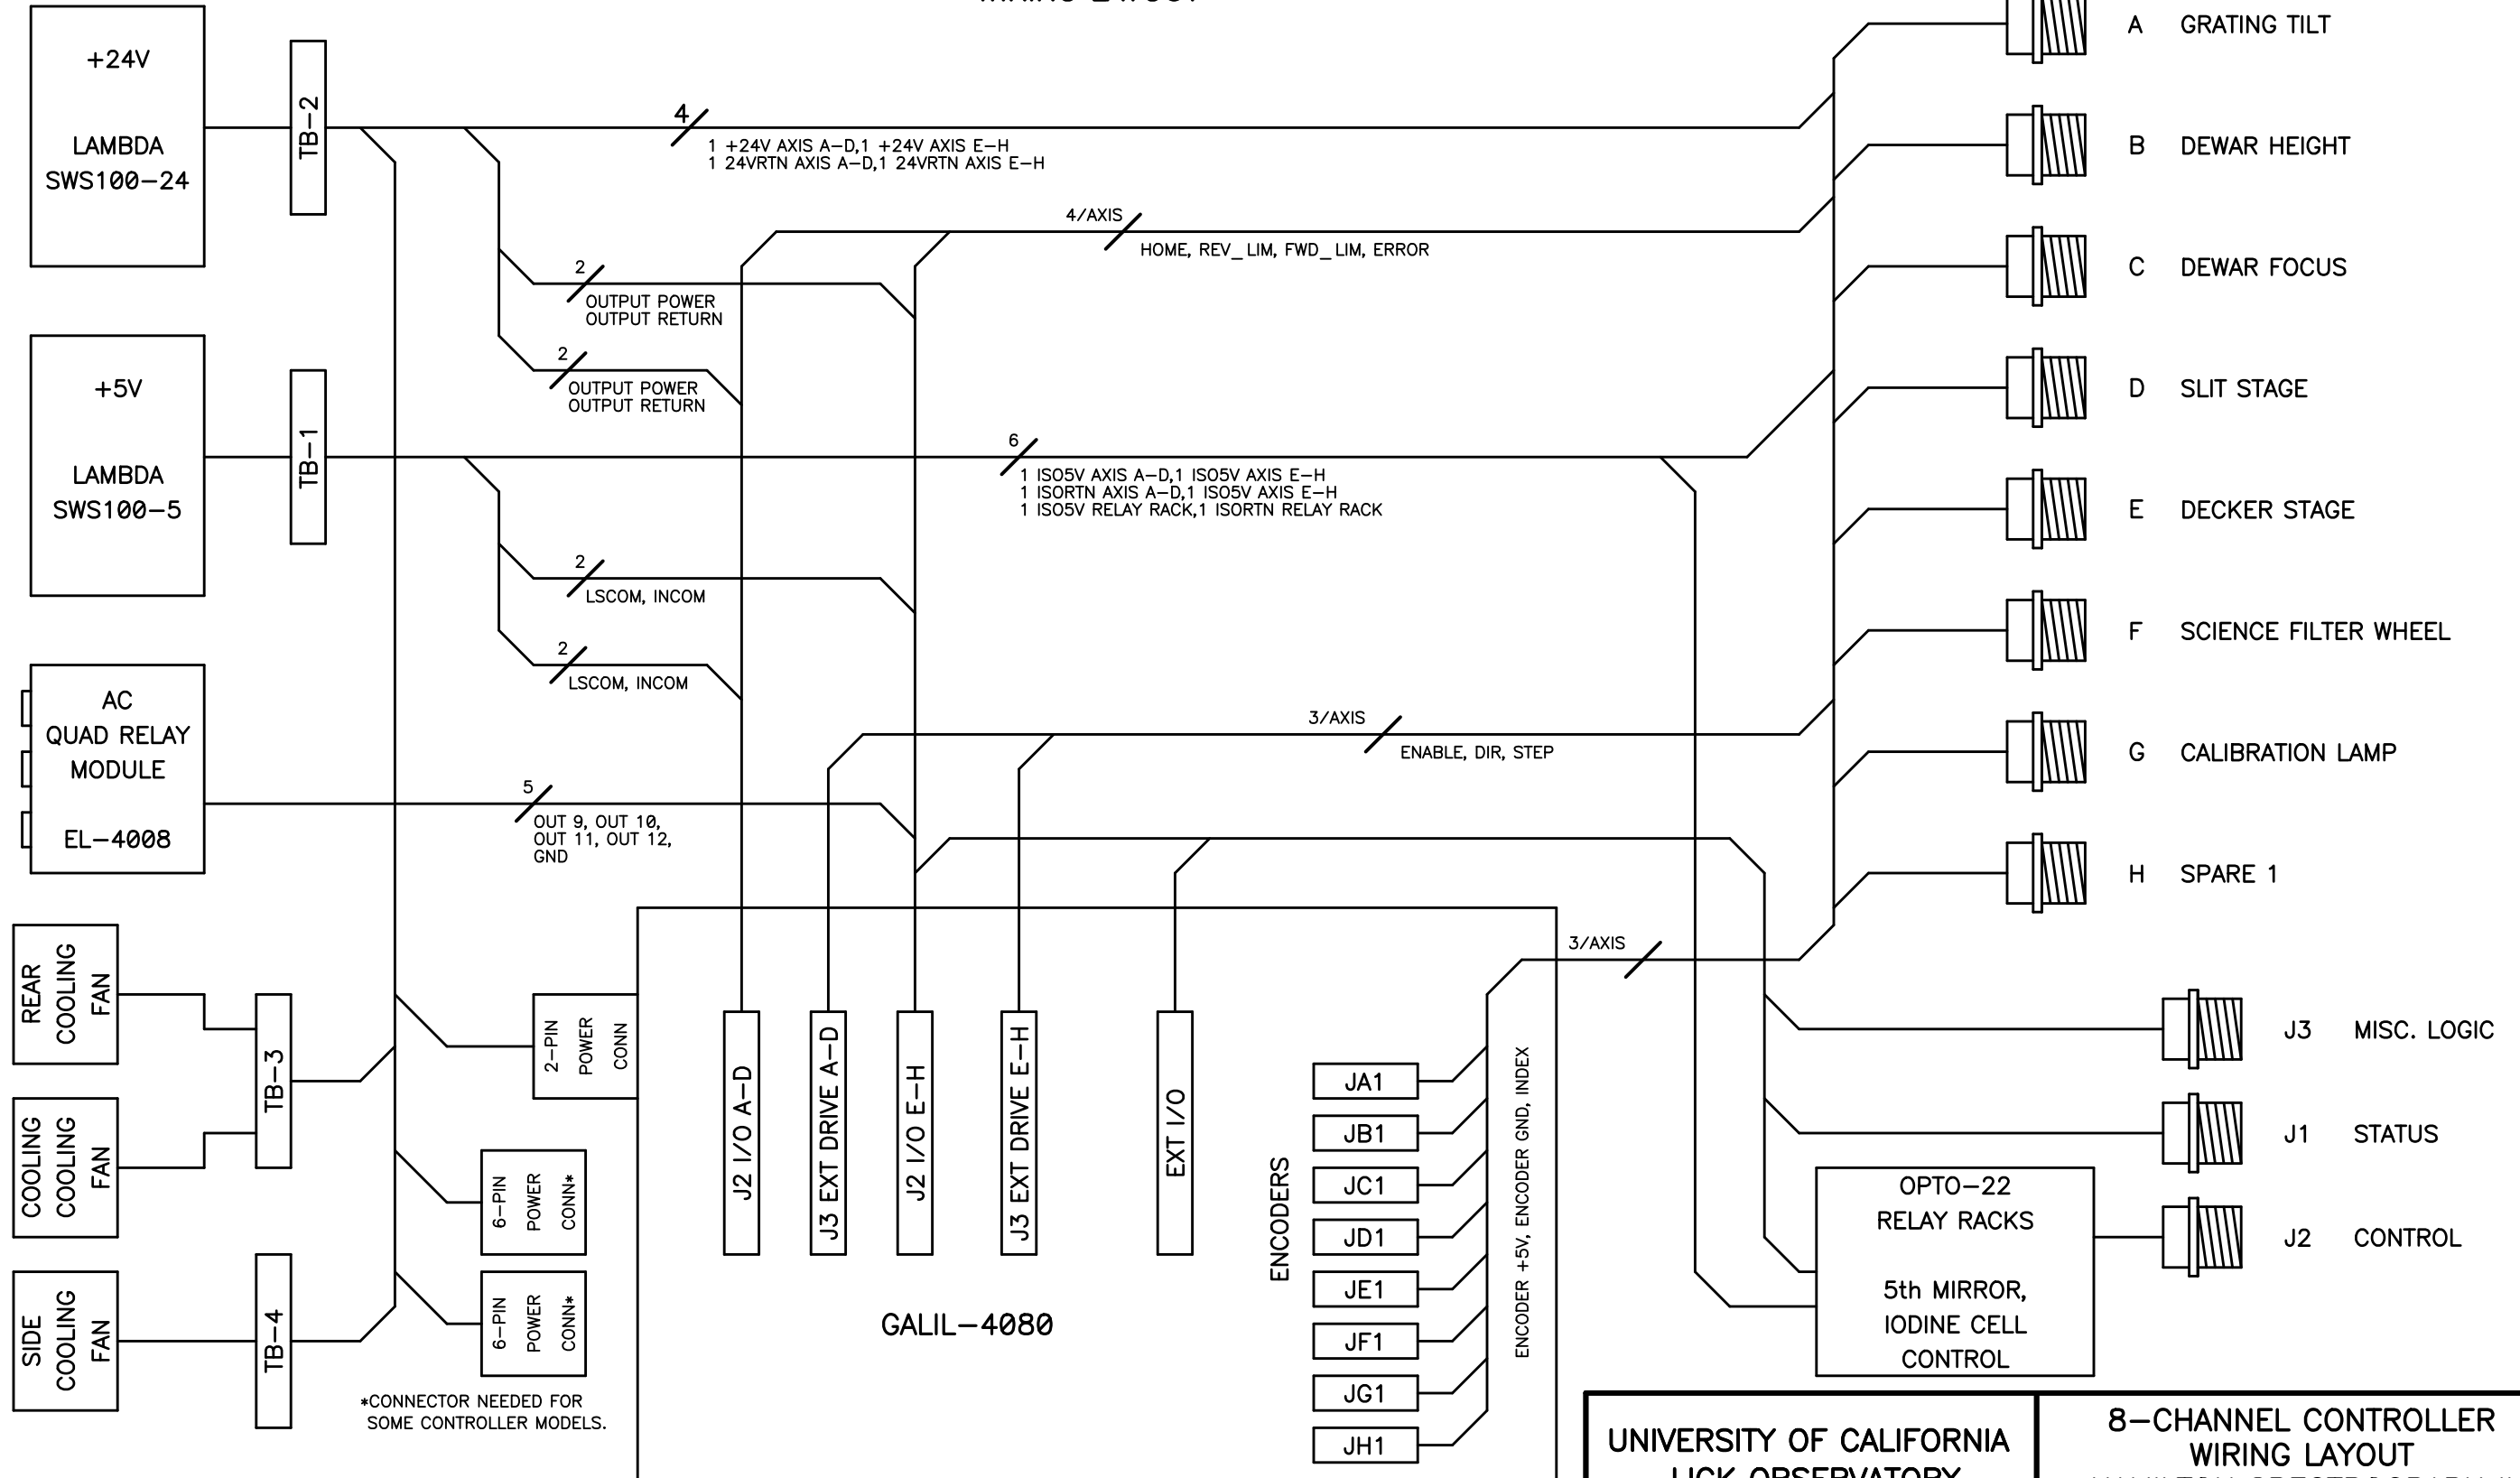 +24V
LAMBDA
SWS100-24
TB-2
4
1 +24V AXIS A-D,1 +24V AXIS E-H
1 24VRTN AXIS A-D,1 24VRTN AXIS E-H
4/AXIS
HOME, REV_LIM, FWD_LIM, ERROR
2
OUTPUT POWER
OUTPUT RETURN
2
OUTPUT POWER
OUTPUT RETURN
+5V
LAMBDA
SWS100-5
TB-1
6
1 ISO5V AXIS A-D,1 ISO5V AXIS E-H
1 ISORTN AXIS A-D,1 ISO5V AXIS E-H
1 ISO5V RELAY RACK,1 ISORTN RELAY RACK
2
LSCOM, INCOM
2
LSCOM, INCOM
AC
QUAD RELAY
MODULE
EL-4008
5
OUT 9, OUT 10,
OUT 11, OUT 12,
GND
3/AXIS
ENABLE, DIR, STEP
A GRATING TILT
B DEWAR HEIGHT
C DEWAR FOCUS
D SLIT STAGE
E DECKER STAGE
F SCIENCE FILTER WHEEL
G CALIBRATION LAMP
H SPARE 1
REAR
COOLING
FAN
COOLING
COOLING
FAN
SIDE
COOLING
FAN
TB-3
TB-4
2-PIN
POWER
CONN
6-PIN
POWER
CONN*
6-PIN
POWER
CONN*
*CONNECTOR NEEDED FOR
SOME CONTROLLER MODELS.
J2 I/O A-D
J3 EXT DRIVE A-D
J2 I/O E-H
J3 EXT DRIVE E-H
EXT I/O
GALIL-4080
ENCODERS
JA1
JB1
JC1
JD1
JE1
JF1
JG1
JH1
ENCODER +5V, ENCODER GND, INDEX
3/AXIS
J3 MISC. LOGIC
J1 STATUS
J2 CONTROL
OPTO-22
RELAY RACKS
5th MIRROR,
IODINE CELL
CONTROL
UNIVERSITY OF CALIFORNIA
LICK OBSERVATORY
8-CHANNEL CONTROLLER
WIRING LAYOUT